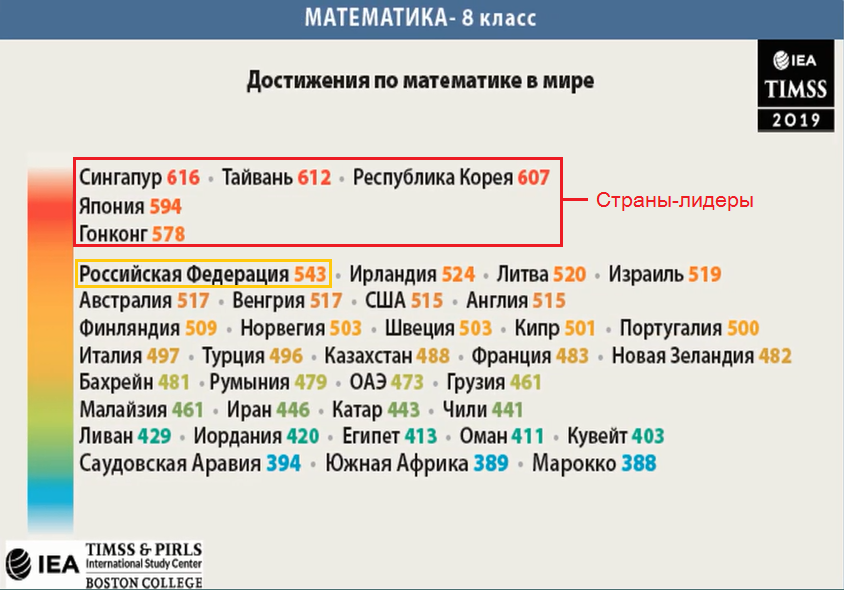 МАТЕМАТИКА- 8 класс
Достижения по математике в мире
IEA
TIMSS
2019
Сингапур 616 • Тайвань 612 • Республика Корея 607
Япония 594
Гонконг 578
Страны-лидеры
Российская Федерация 543 • Ирландия 524 • Литва 520 • Израиль 519
Австралия 517 • Венгрия 517 • США 515 • Англия 515
Финляндия 509 • Норвегия 503 • Швеция 503 • Кипр 501 • Португалия 500
Италия 497 • Турция 496 • Казахстан 488 • Франция 483 • Новая Зеландия 482
Бахрейн 481 • Румыния 479 • ОАЭ 473 • Грузия 461
Малайзия 461 • Иран 446 • Катар 443 • Чили 441
Ливан 429 • Иордания 420 • Египет 413 • Оман 411 • Кувейт 403
Саудовская Аравия 394 • Южная Африка 389 • Марокко 388
IEA
TIMSS & PIRLS
International Study Center
BOSTON COLLEGE